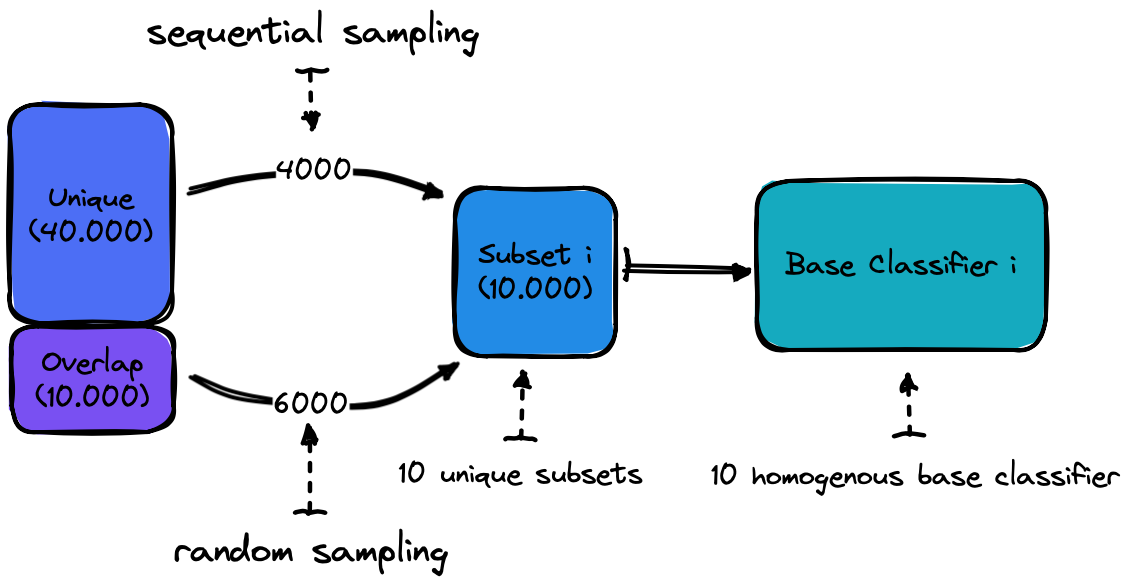 sequential sampling
4000
Unique
(40.000)
Subset i
(10.000)
Base Classifier i
Overlap
(10.000)
6000
10 unique subsets
10 homogenous base classifier
random sampling